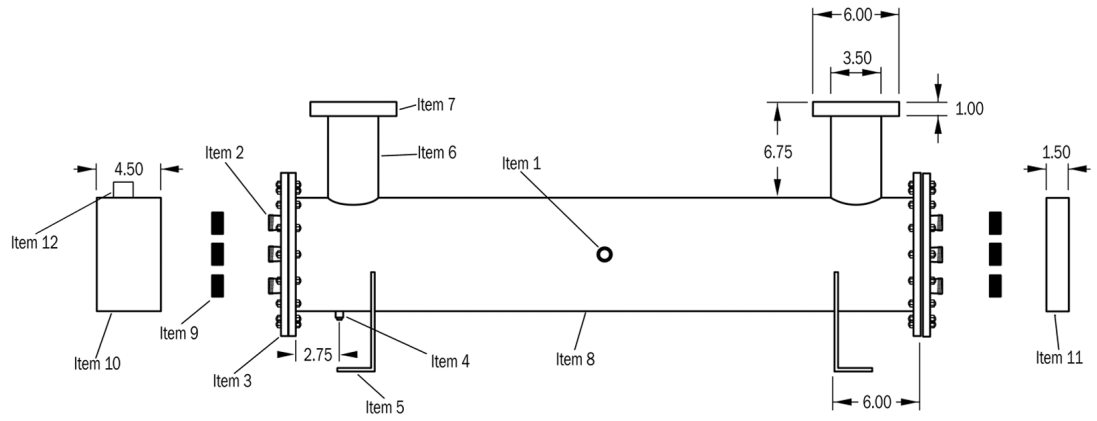 6.00
3.50
Item 7
1.00
Item 2
Item 6
6.75
Item 1
4.50
1.50
Item 12
Item 9
2.75
Item 4
Item 8
Item 11
Item 10
Item 3
Item 5
6.00